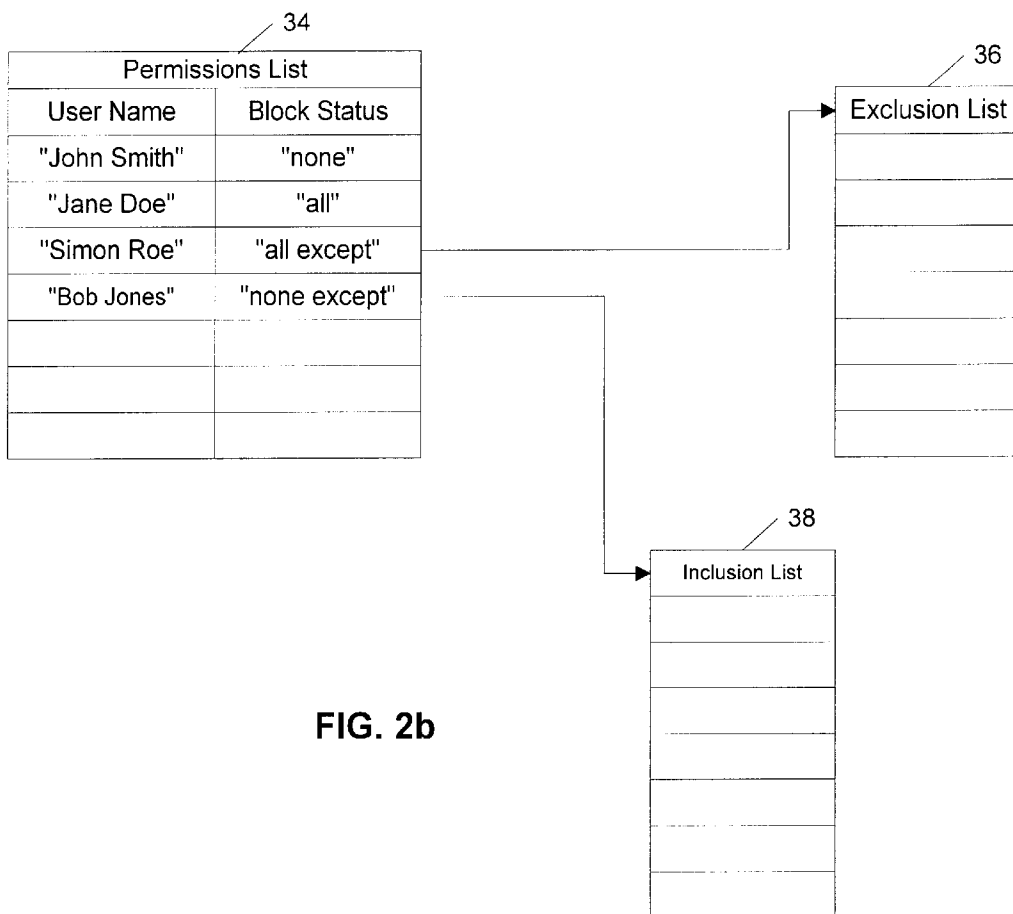 34
Permissions List
User Name Block Status
"John Smith" "none"
"Jane Doe" "all"
"Simon Roe" "all except"
"Bob Jones" "none except"
36
Exclusion List
38
Inclusion List
FIG. 2b